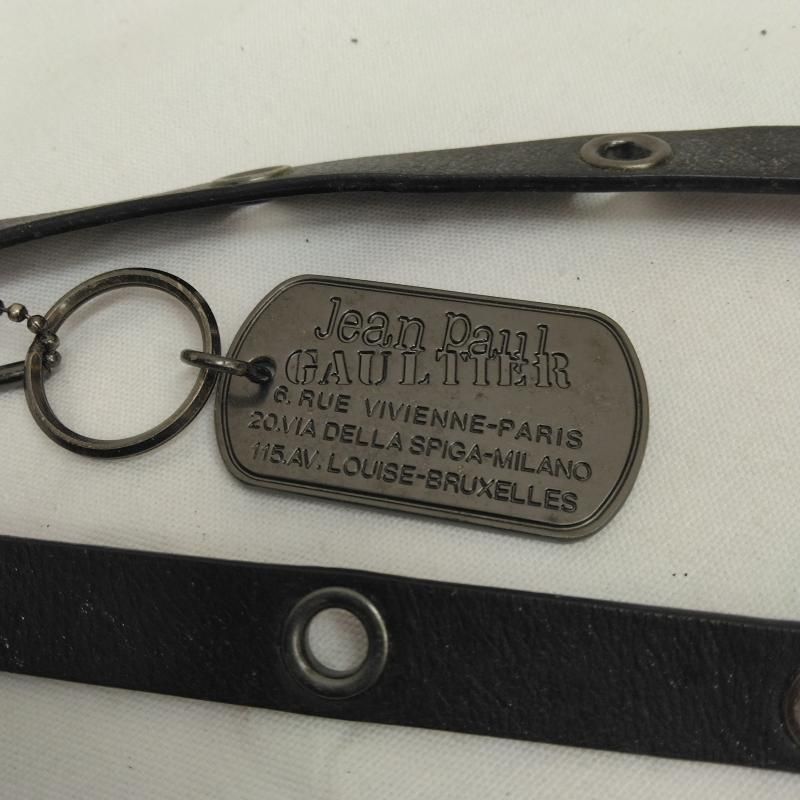 Jean Paul
GAULTIER
6. RUE VIVIENNE-PARIS
20.VIA DELLA SPIGA-MILANO
115.AV. LOUISE-BRUXELLES